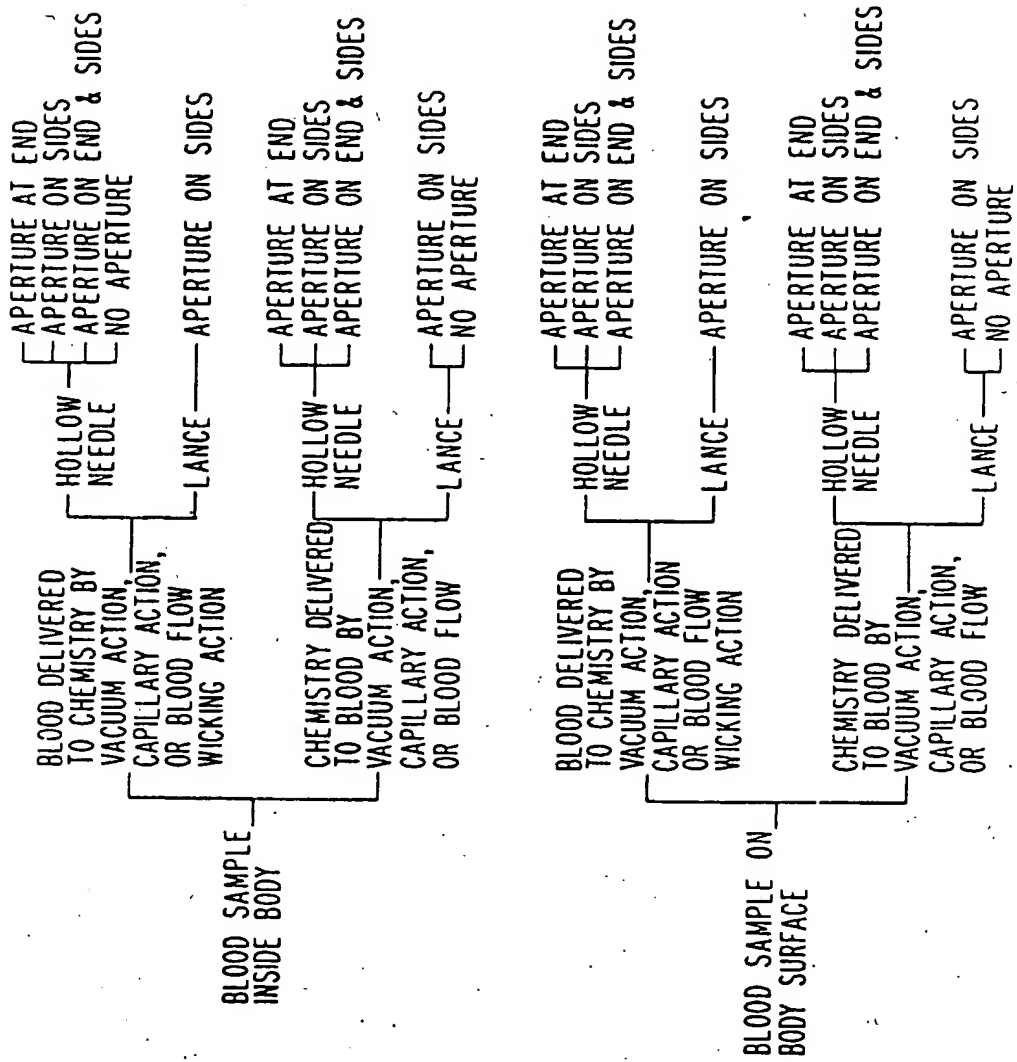 BLOOD SAMPLE
INSIDE BODY
BLOOD DELIVERED
TO CHEMISTRY BY
VACUUM ACTION,
CAPILLARY ACTION,
OR BLOOD FLOW
WICKING ACTION
HOLLOW
NEEDLE
APERTURE AT END
APERTURE ON SIDES
APERTURE ON END & SIDES
NO APERTURE
LANCE
APERTURE ON SIDES
CHEMISTRY DELIVERED
TO BLOOD BY
VACUUM ACTION,
CAPILLARY ACTION,
OR BLOOD FLOW
HOLLOW
NEEDLE
APERTURE AT END
APERTURE ON SIDES
APERTURE ON END & SIDES
LANCE
APERTURE ON SIDES
NO APERTURE
BLOOD SAMPLE ON
BODY SURFACE
BLOOD DELIVERED
TO CHEMISTRY BY
VACUUM ACTION,
CAPILLARY ACTION
OR BLOOD FLOW
WICKING ACTION
HOLLOW
NEEDLE
APERTURE AT END
APERTURE ON SIDES
APERTURE ON END & SIDES
LANCE
APERTURE ON SIDES
CHEMISTRY DELIVERED
TO BLOOD BY
VACUUM ACTION,
CAPILLARY ACTION,
OR BLOOD FLOW
HOLLOW
NEEDLE
APERTURE AT END
APERTURE ON SIDES
APERTURE ON END & SIDES
LANCE
APERTURE ON SIDES
NO APERTURE